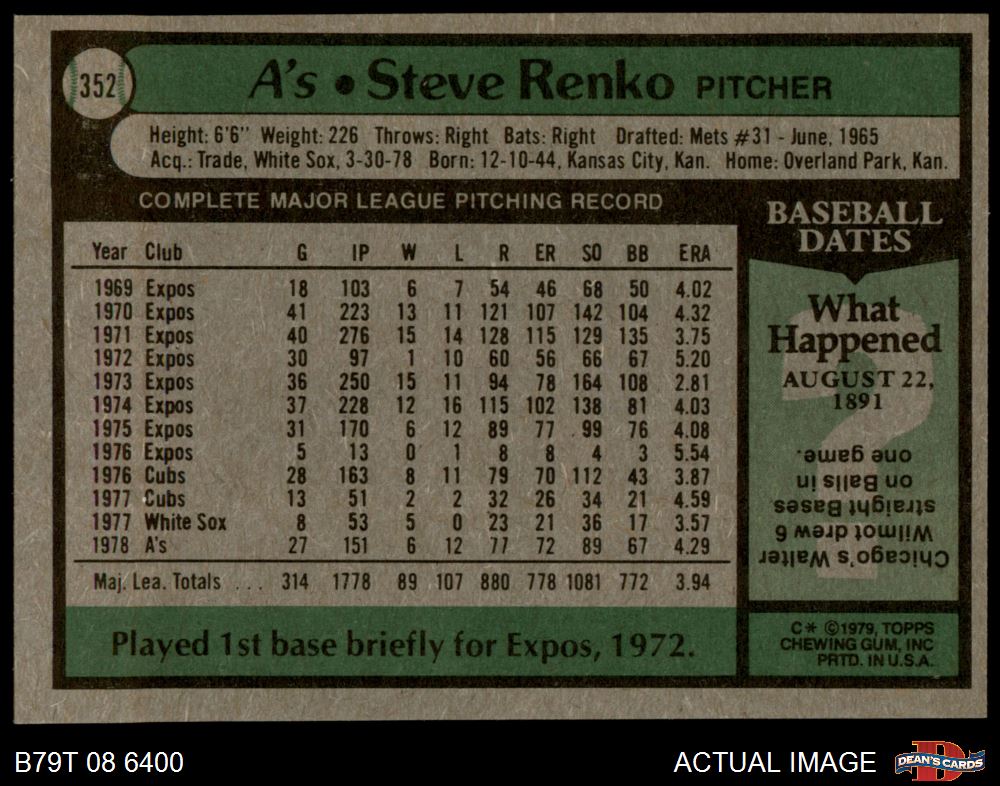 352
A's • Steve Renko PITCHER
Height: 6'6" Weight: 226 Throws: Right Bats: Right Drafted: Mets #31 - June, 1965
Acq.: Trade, White Sox, 3-30-78 Born: 12-10-44, Kansas City, Kan. Home: Overland Park, Kan.
COMPLETE MAJOR LEAGUE PITCHING RECORD
Year Club G IP W L R ER SO BB ERA
1969 Expos 18 103 6 7 54 46 68 50 4.02
1970 Expos 41 223 13 11 121 107 142 104 4.32
1971 Expos 40 276 15 14 128 115 129 135 3.75
1972 Expos 30 97 1 10 60 56 66 67 5.20
1973 Expos 36 250 15 11 94 78 164 108 2.81
1974 Expos 37 228 12 16 115 102 138 81 4.03
1975 Expos 31 170 6 12 89 77 99 76 4.08
1976 Expos 5 13 0 1 8 8 4 3 5.54
1976 Cubs 28 163 8 11 79 70 112 43 3.87
1977 Cubs 13 51 2 2 32 26 34 21 4.59
1977 White Sox 8 53 5 0 23 21 36 17 3.57
1978 A's 27 151 6 12 77 72 89 67 4.29
Maj. Lea. Totals ... 314 1778 89 107 880 778 1081 772 3.94
Played 1st base briefly for Expos, 1972.
BASEBALL
DATES
What
Happened
AUGUST 22,
1891
?
Chicago's Walter
Wilmot drew 6
straight Bases
on Balls in
one game.
C* ©1979, TOPPS
CHEWING GUM, INC
PRTD. IN U.S.A.
B79T 08 6400
ACTUAL IMAGE
D
DEAN'S CARDS